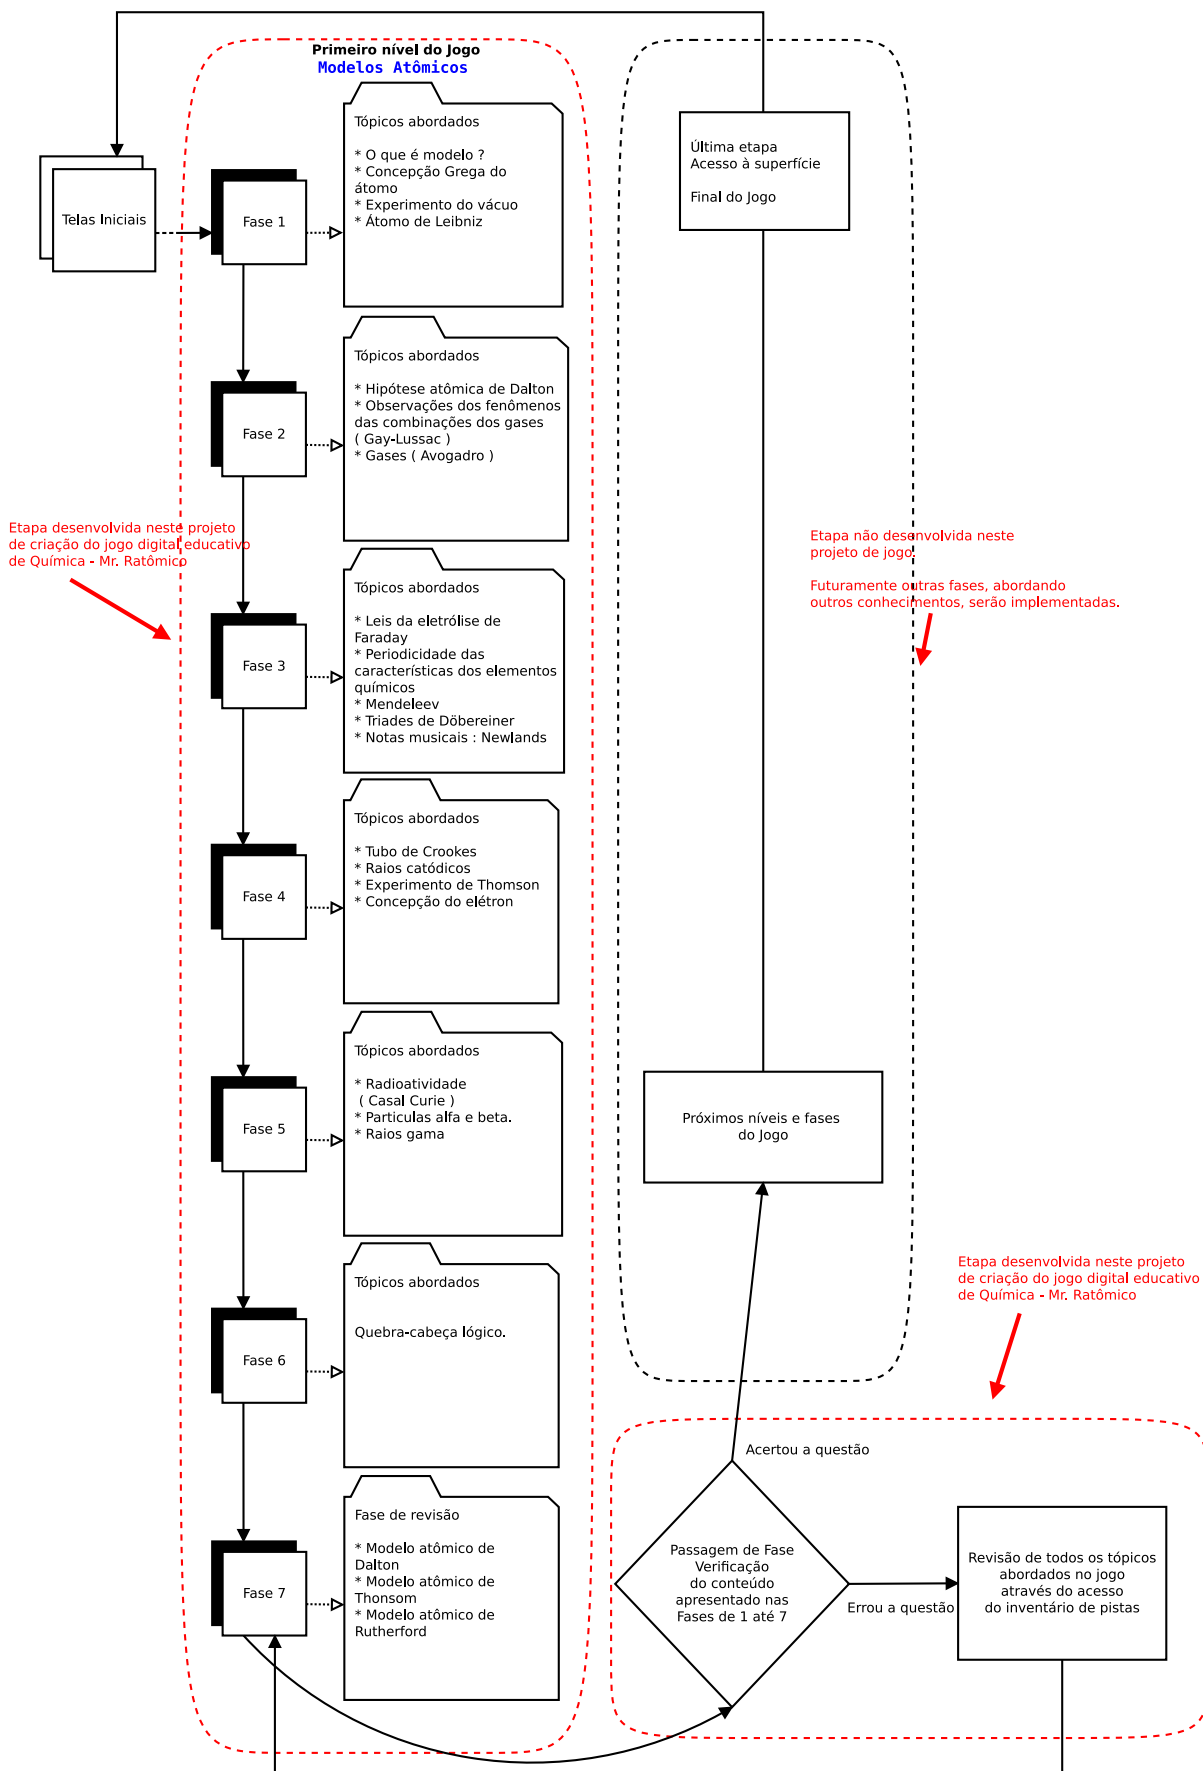 Primeiro nível do Jogo
Modelos Atômicos
Telas Iniciais
Fase 1
Tópicos abordados
* O que é modelo ?
* Concepção Grega do
átomo
* Experimento do vácuo
* Átomo de Leibniz
Fase 2
Tópicos abordados
* Hipótese atômica de Dalton
* Observações dos fenômenos
das combinações dos gases
( Gay-Lussac )
* Gases ( Avogadro )
Etapa desenvolvida neste projeto
de criação do jogo digital educativo
de Química - Mr. Ratômico
Fase 3
Tópicos abordados
* Leis da eletrólise de
Faraday
* Periodicidade das
características dos elementos
químicos
* Mendeleev
* Triades de Döbereiner
* Notas musicais : Newlands
Fase 4
Tópicos abordados
* Tubo de Crookes
* Raios catódicos
* Experimento de Thomson
* Concepção do elétron
Fase 5
Tópicos abordados
* Radioatividade
( Casal Curie )
* Particulas alfa e beta.
* Raios gama
Fase 6
Tópicos abordados
Quebra-cabeça lógico.
Fase 7
Fase de revisão
* Modelo atômico de
Dalton
* Modelo atômico de
Thonsom
* Modelo atômico de
Rutherford
Última etapa
Acesso à superfície
Final do Jogo
Etapa não desenvolvida neste
projeto de jogo.
Futuramente outras fases, abordando
outros conhecimentos, serão implementadas.
Próximos níveis e fases
do Jogo
Etapa desenvolvida neste projeto
de criação do jogo digital educativo
de Química - Mr. Ratômico
Acertou a questão
Passagem de Fase
Verificação
do conteúdo
apresentado nas
Fases de 1 até 7
Errou a questão
Revisão de todos os tópicos
abordados no jogo
através do acesso
do inventário de pistas